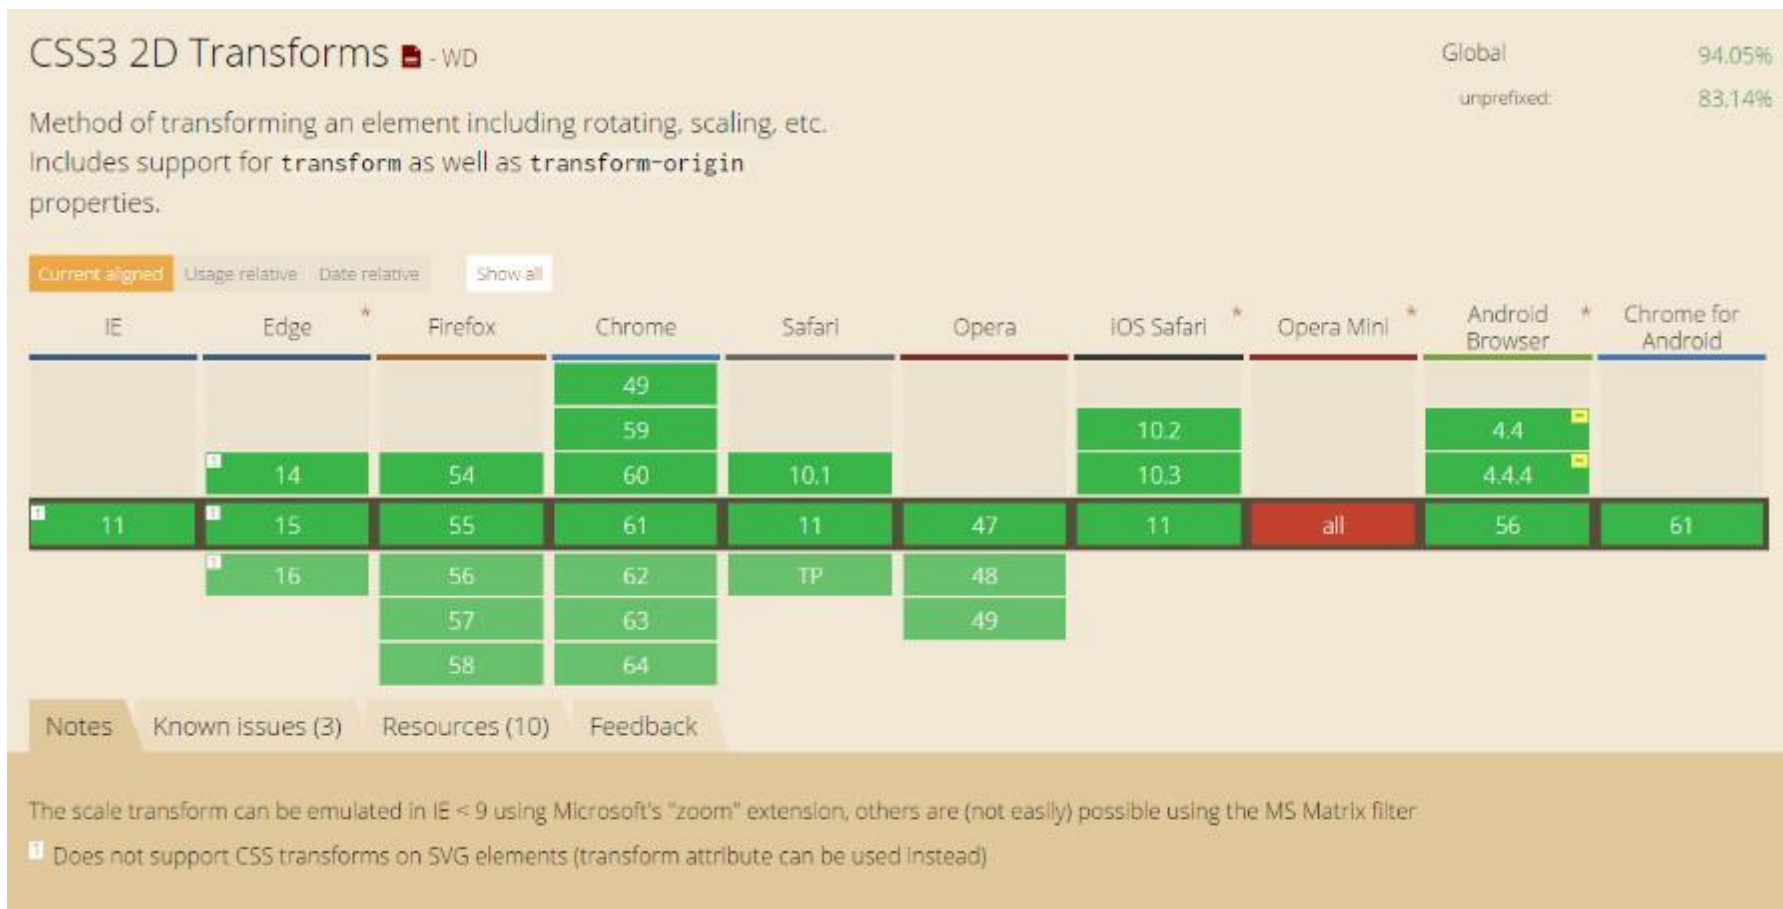 CSS3 2D Transforms - WD
Global 94.05%
unprefixed: 83.14%
Method of transforming an element including rotating, scaling, etc.
Includes support for transform as well as transform-origin
properties.
Current aligned Usage relative Date relative Show all
IE Edge * Firefox Chrome Safari Opera iOS Safari * Opera Mini * Android Browser * Chrome for Android
49
59 10.2 4.4 -
1 14 54 60 10.1 10.3 4.4.4 -
1 11 1 15 55 61 11 47 11 all 56 61
1 16 56 62 TP 48
57 63 49
58 64
Notes Known issues (3) Resources (10) Feedback
The scale transform can be emulated in IE < 9 using Microsoft's "zoom" extension, others are (not easily) possible using the MS Matrix filter
1 Does not support CSS transforms on SVG elements (transform attribute can be used instead)